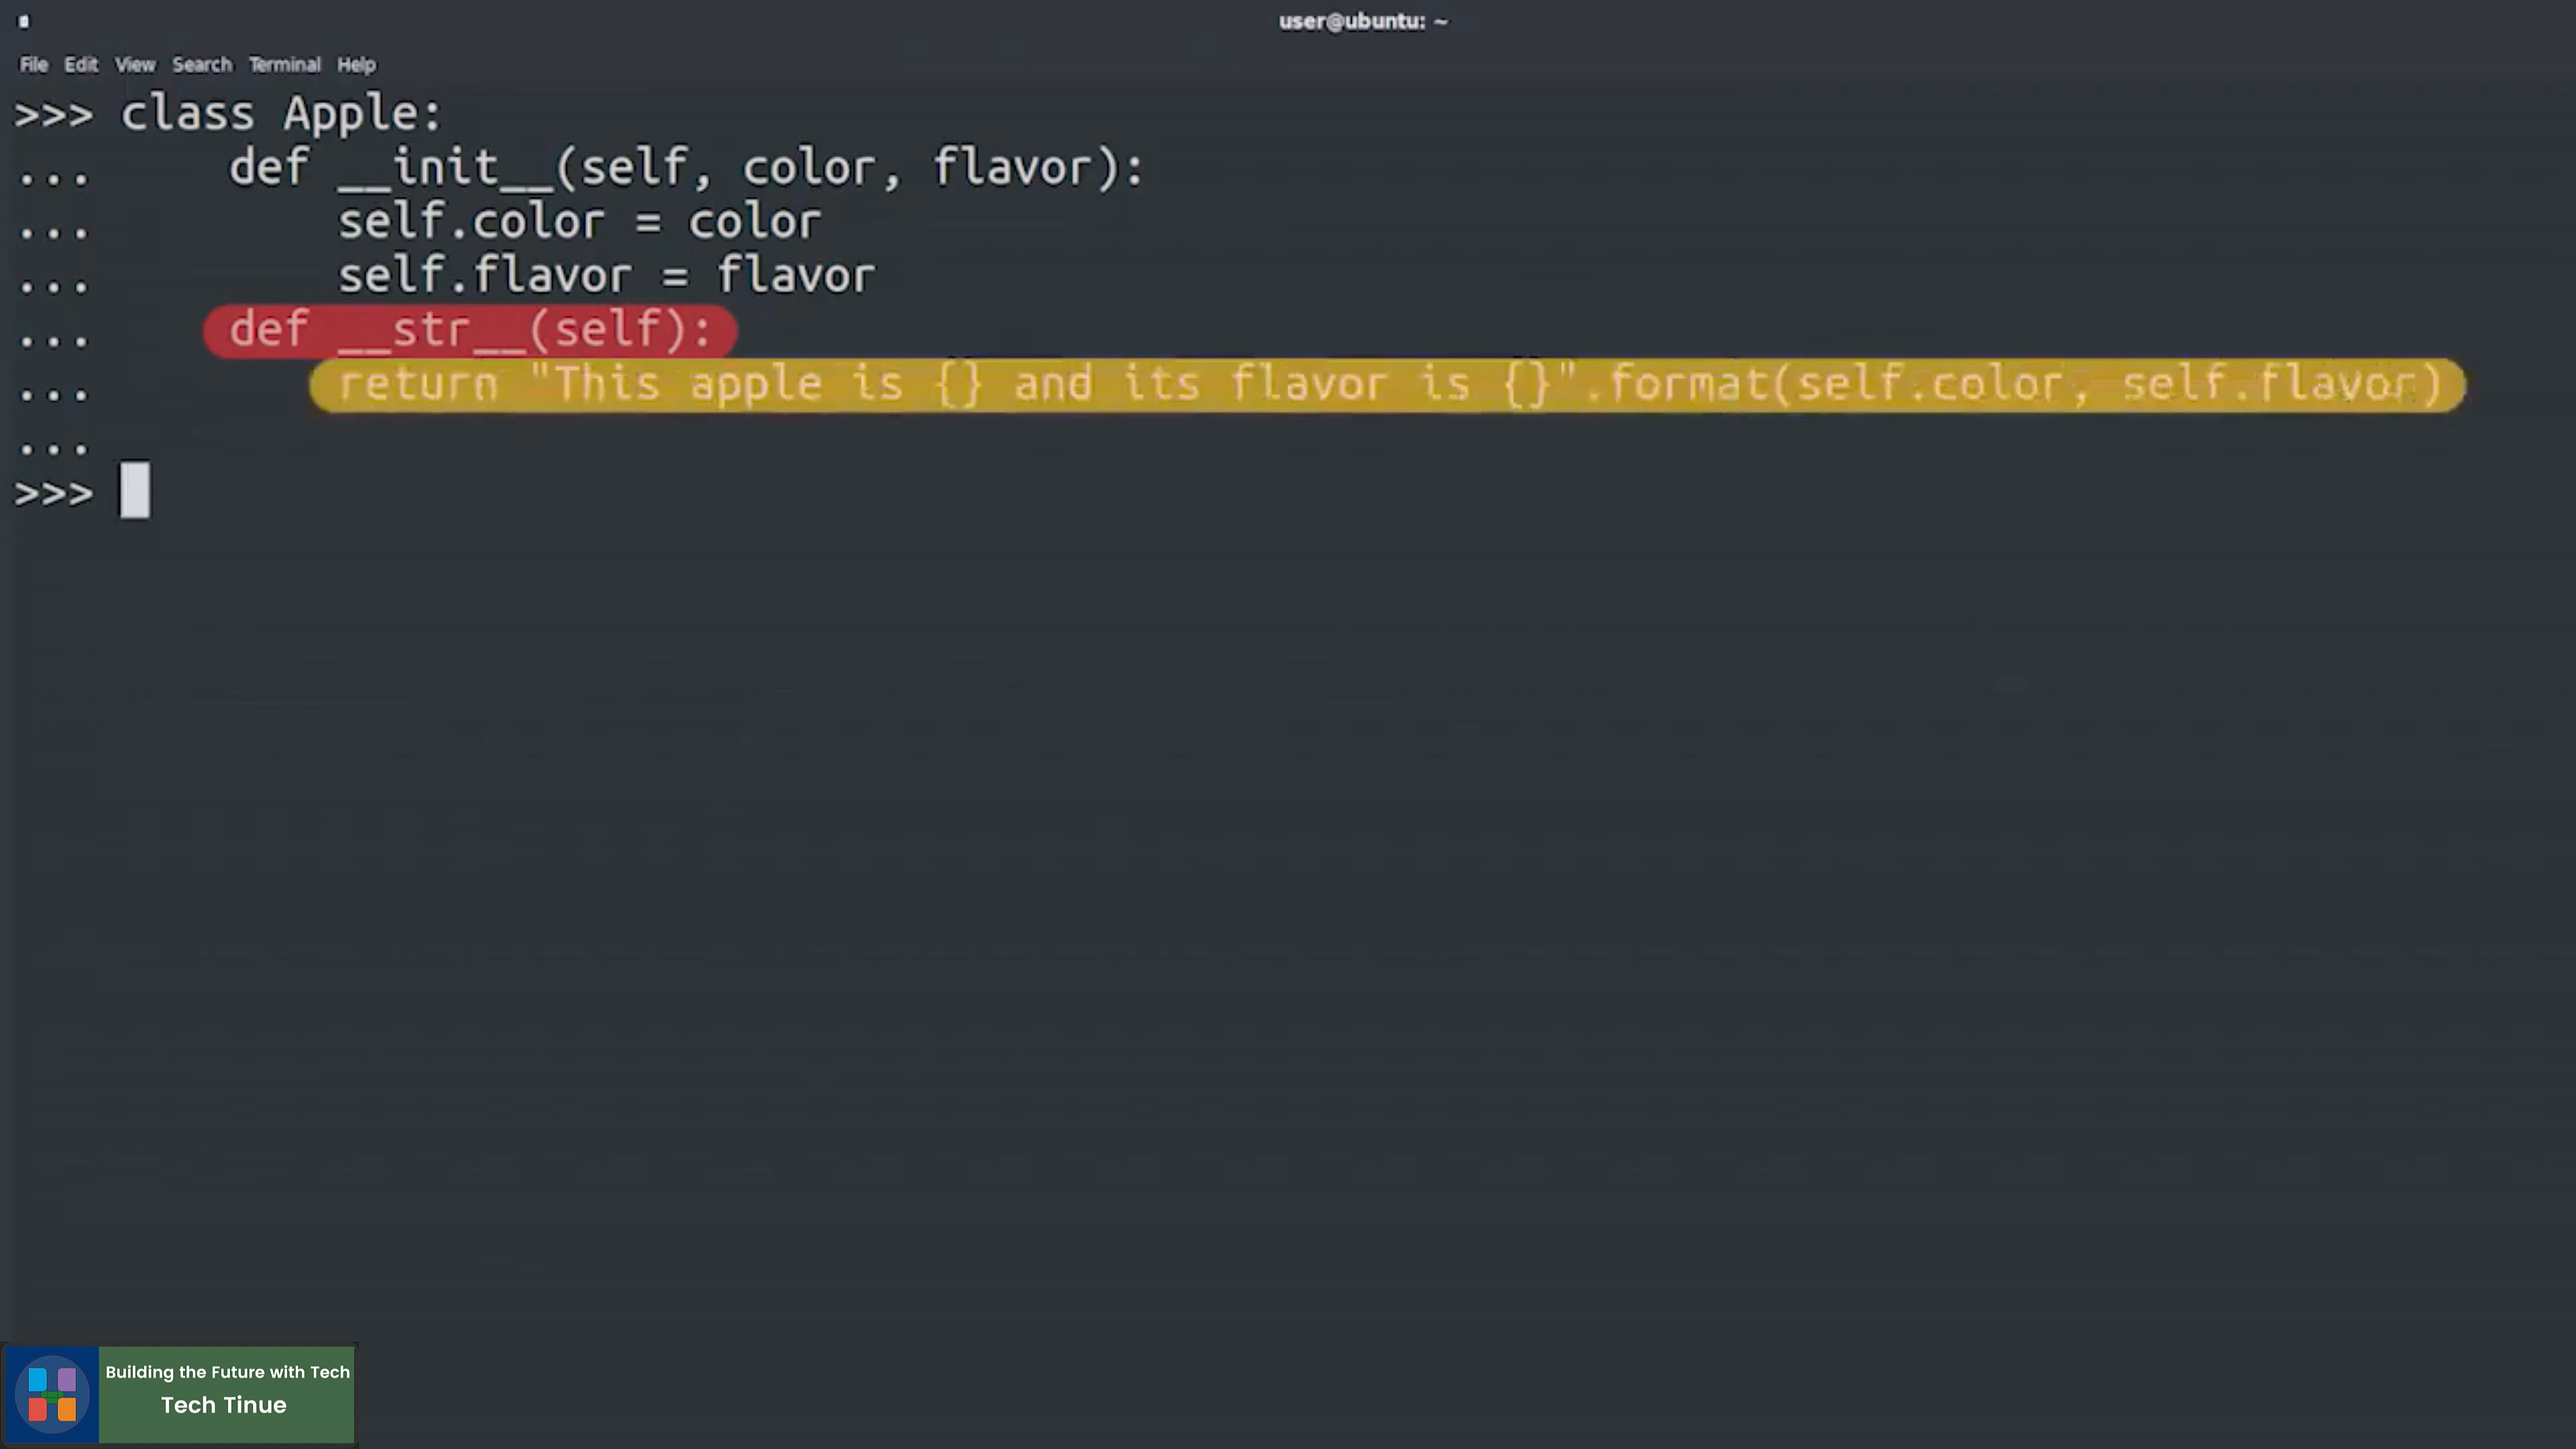 user@ubuntu: ~
File Edit View Search Terminal Help
>>> class Apple:
...     def __init__(self, color, flavor):
...         self.color = color
...         self.flavor = flavor
...     def __str__(self):
...         return "This apple is {} and its flavor is {}".format(self.color, self.flavor)
...
>>>
Building the Future with Tech
Tech Tinue